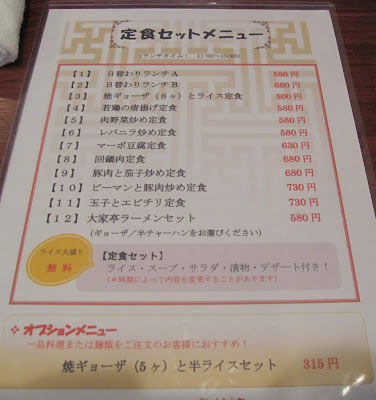 定食セットメニュー
(ランチタイム： 11:00～15:00)
【１】 日替わりランチＡ 580円
【２】 日替わりランチＢ 680円
【３】 焼ギョーザ（８ヶ）とライス定食 500円
【４】 若鶏の唐揚げ定食 580円
【５】 肉野菜炒め定食 580円
【６】 レバニラ炒め定食 580円
【７】 マーボ豆腐定食 630円
【８】 回鍋肉定食 680円
【９】 豚肉と茄子炒め定食 680円
【１０】ピーマンと豚肉炒め定食 730円
【１１】玉子とエビチリ定食 730円
【１２】大家亭ラーメンセット 580円
(ギョーザ／半チャーハンをお選びください)
ライス大盛り
無料
【定食セット】
ライス・スープ・サラダ・漬物・デザート付き！
(※時期によって内容を変更することがあります)
オプションメニュー
一品料理または麺類をご注文のお客様におすすめ！
焼ギョーザ（５ヶ）と半ライスセット 315円